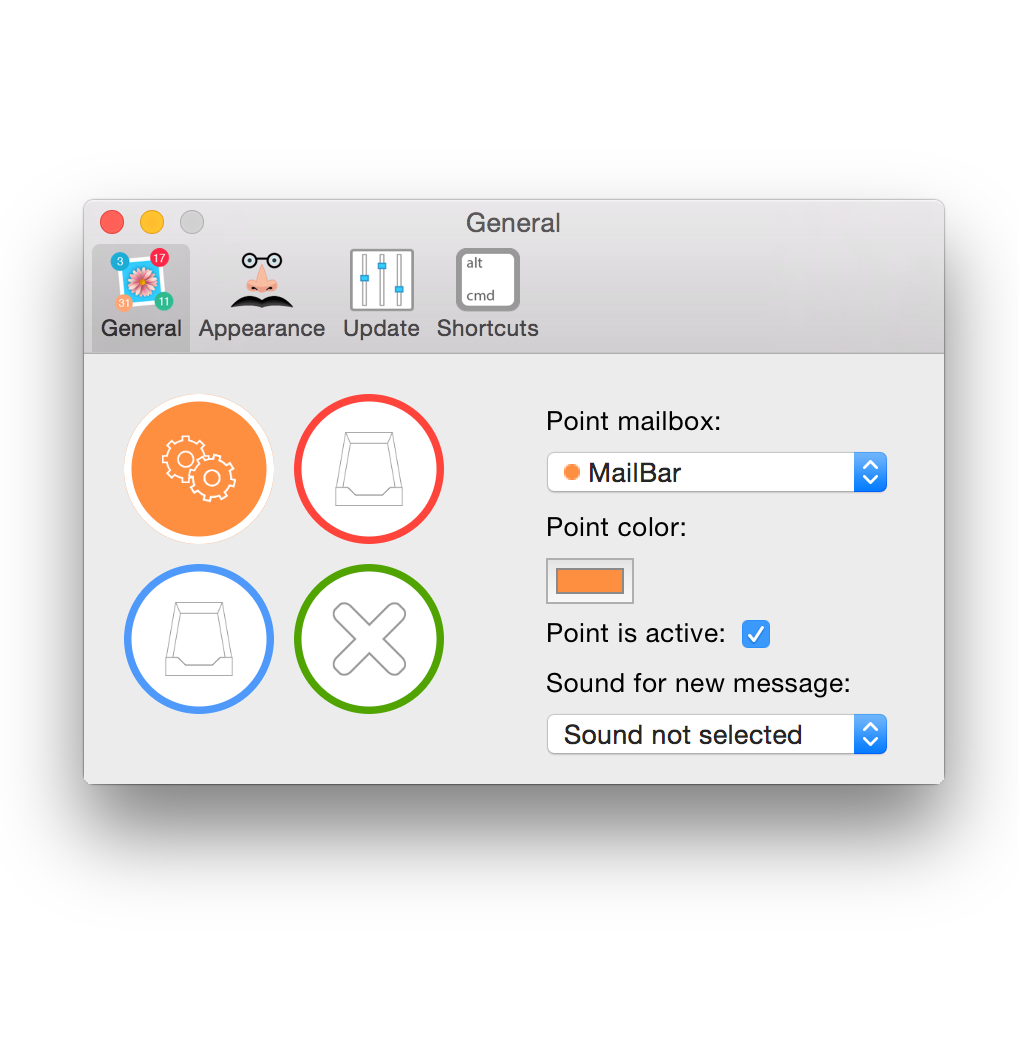 General
3
17
31
11
alt
cmd
General
Appearance
Update
Shortcuts
Point mailbox:
MailBar
Point color:
Point is active:
Sound for new message:
Sound not selected